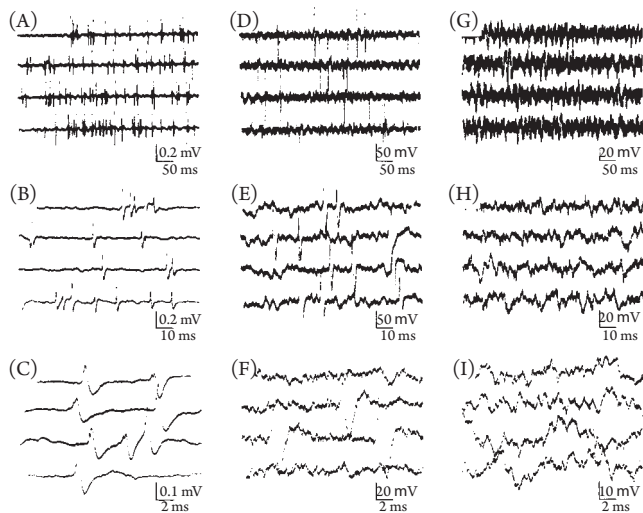 (A)
0.2 mV
50 ms
(D)
50 mV
50 ms
(G)
20 mV
50 ms
(B)
0.2 mV
10 ms
(E)
50 mV
10 ms
(H)
20 mV
10 ms
(C)
0.1 mV
2 ms
(F)
20 mV
2 ms
(I)
10 mV
2 ms